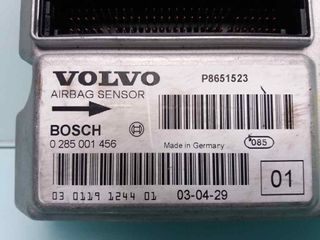 VOLVO P8651523
AIRBAG SENSOR
BOSCH Made in Germany 085
0 285 001 456
03 0119 1244 01 03-04-29 01